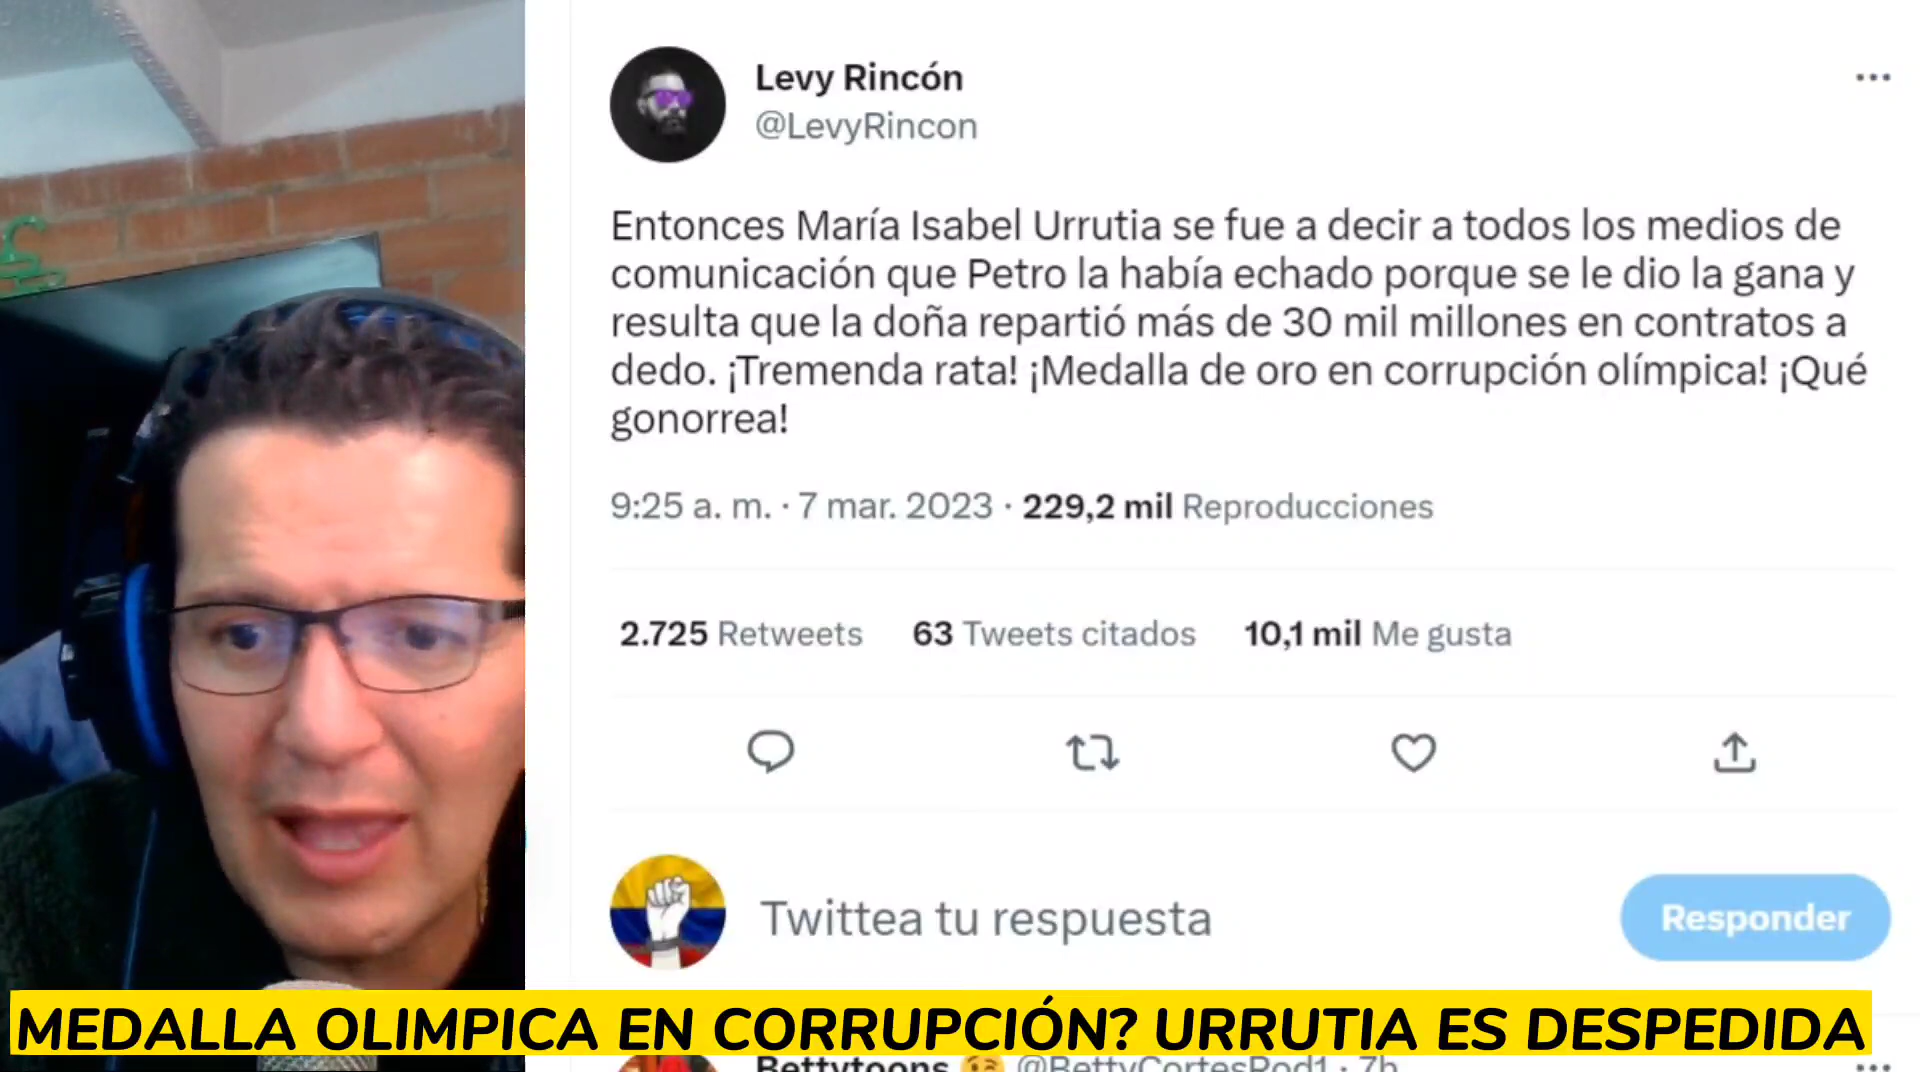 Levy Rincón
@LevyRincon
Entonces María Isabel Urrutia se fue a decir a todos los medios de
comunicación que Petro la había echado porque se le dio la gana y
resulta que la doña repartió más de 30 mil millones en contratos a
dedo. ¡Tremenda rata! ¡Medalla de oro en corrupción olímpica! ¡Qué
gonorrea!
9:25 a. m. · 7 mar. 2023 · 229,2 mil Reproducciones
2.725 Retweets 63 Tweets citados 10,1 mil Me gusta
Twittea tu respuesta
Responder
MEDALLA OLIMPICA EN CORRUPCIÓN? URRUTIA ES DESPEDIDA
Bettytoons 😘 @BettyCortesPod1 · 7h